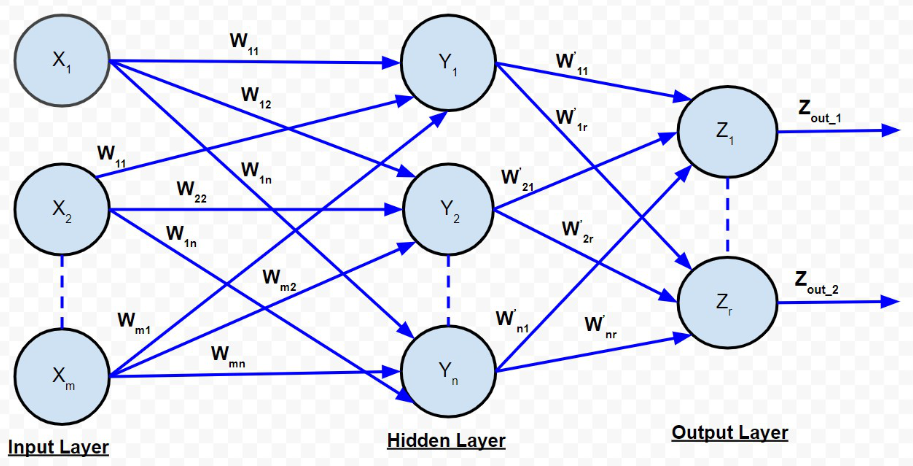 X1
W11
Y1
W'11
W12
W'1r
Z1
Zout_1
W11
W1n
X2
W22
Y2
W'21
W1n
W'2r
Wm2
Zr
Zout_2
Wm1
W'n1
W'nr
Xm
Wmn
Yn
Input Layer
Hidden Layer
Output Layer